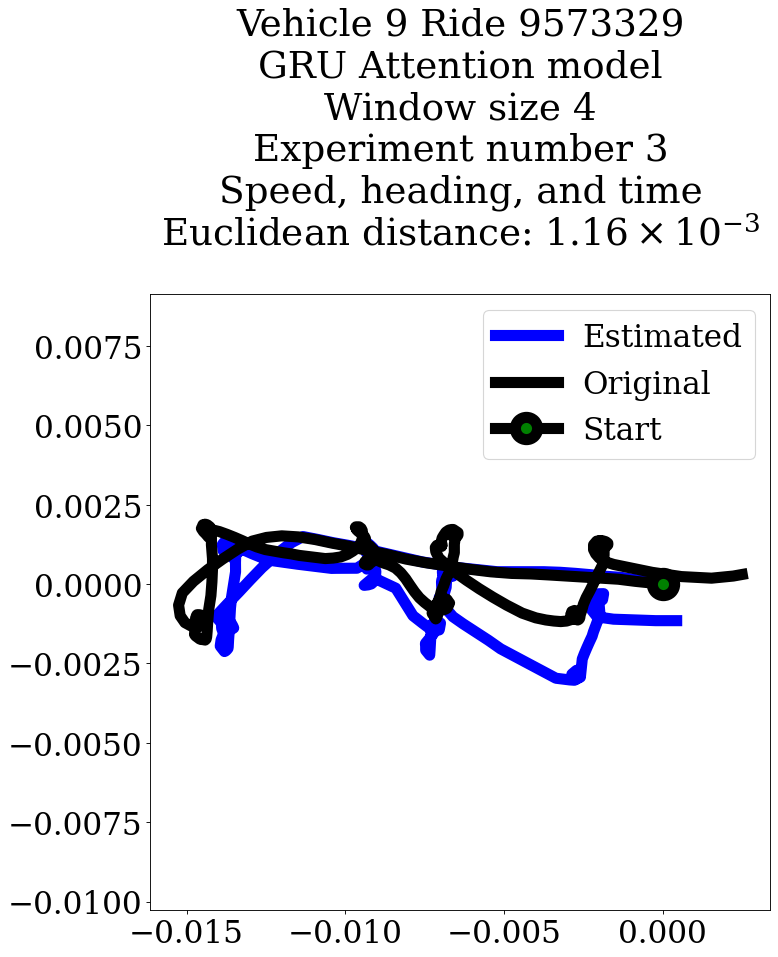 Vehicle 9 Ride 9573329
GRU Attention model
Window size 4
Experiment number 3
Speed, heading, and time
Euclidean distance: 1.16 × 10⁻³
Estimated
Original
Start
0.0075
0.0050
0.0025
0.0000
−0.0025
−0.0050
−0.0075
−0.0100
−0.015 −0.010 −0.005 0.000